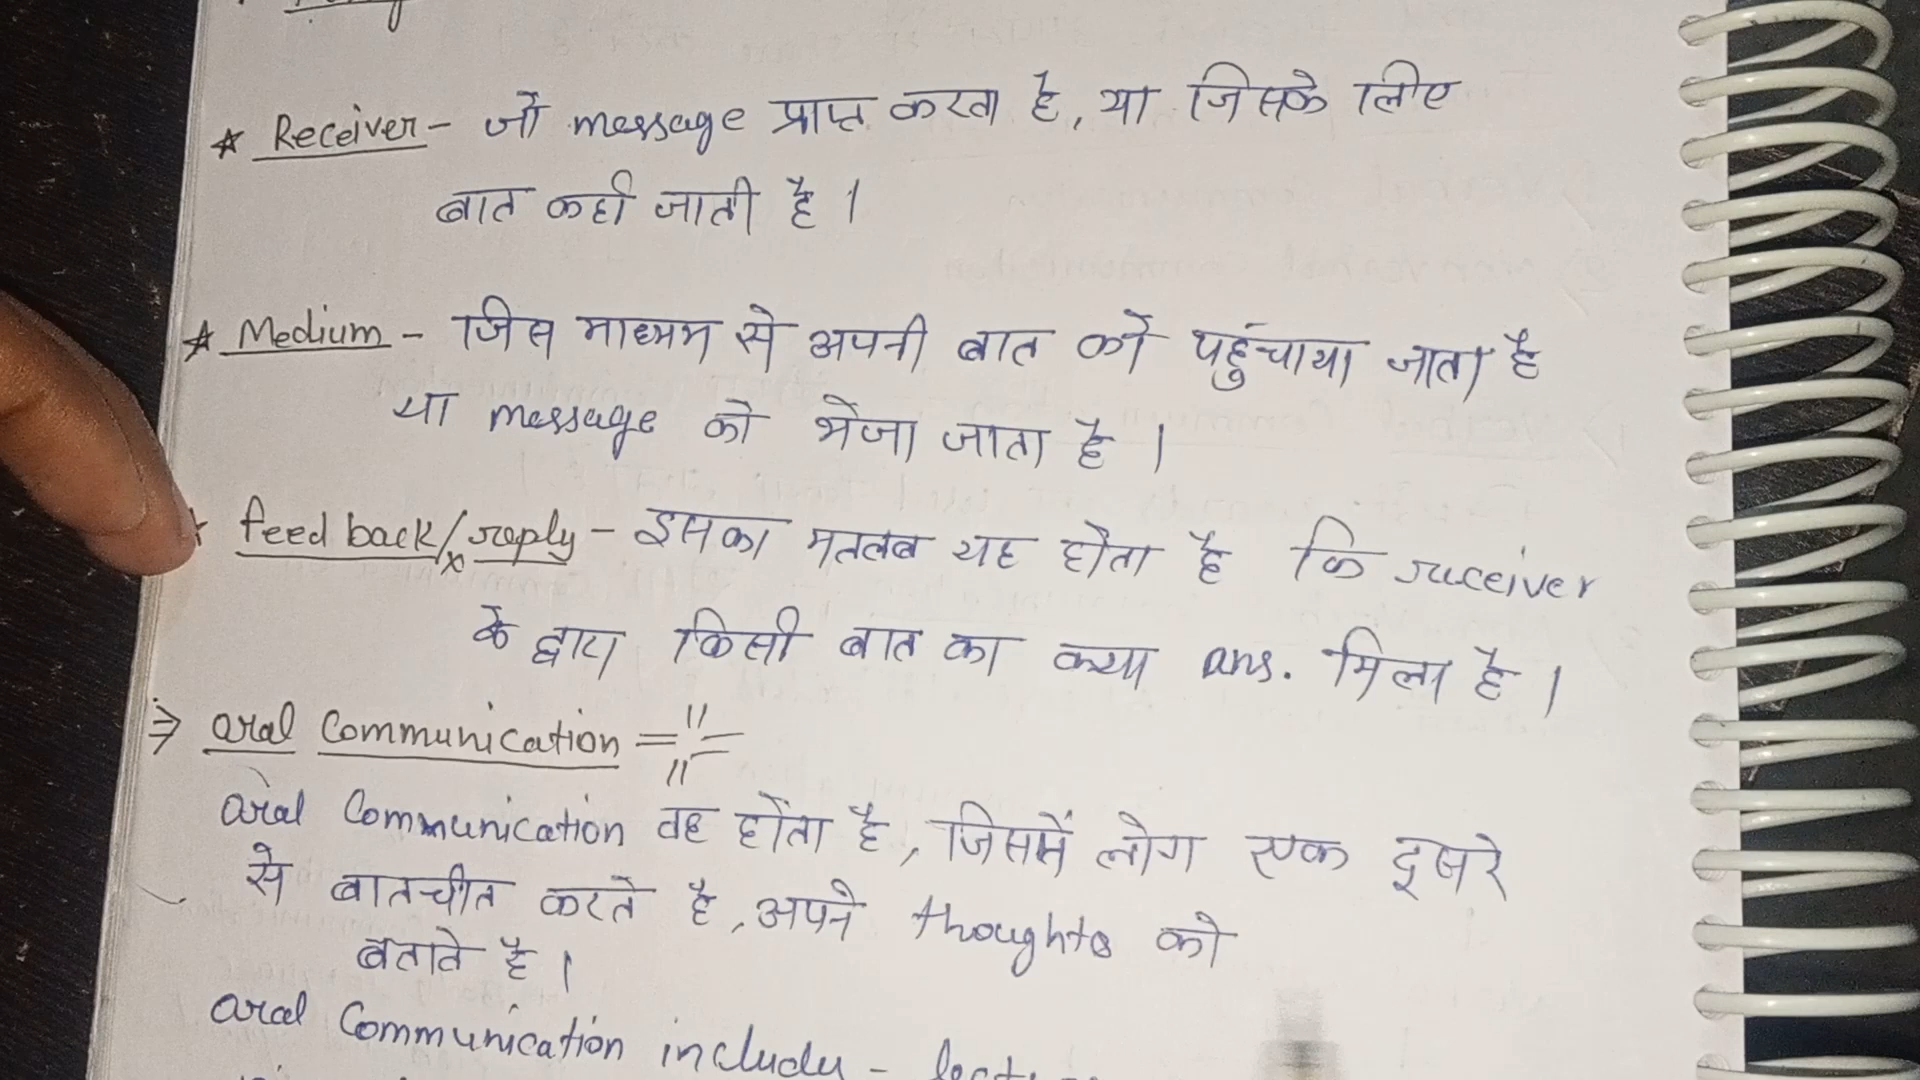 * Receiver - जो message प्राप्त करता है, या जिसके लीए
बात कही जाती है।
* Medium - जिस माध्यम से अपनी बात को पहुंचाया जाता है
या message को भेजा जाता है।
* feed back/reply - इसका मतलब यह होता है कि receiver
के द्वारा किसी बात का क्या ans. मिला है।
⇒ Oral Communication =
Oral Communication वह होता है, जिसमें लोग एक दूसरे
से बातचीत करते है, अपने thoughts को
बताते है।
Oral Communication include -